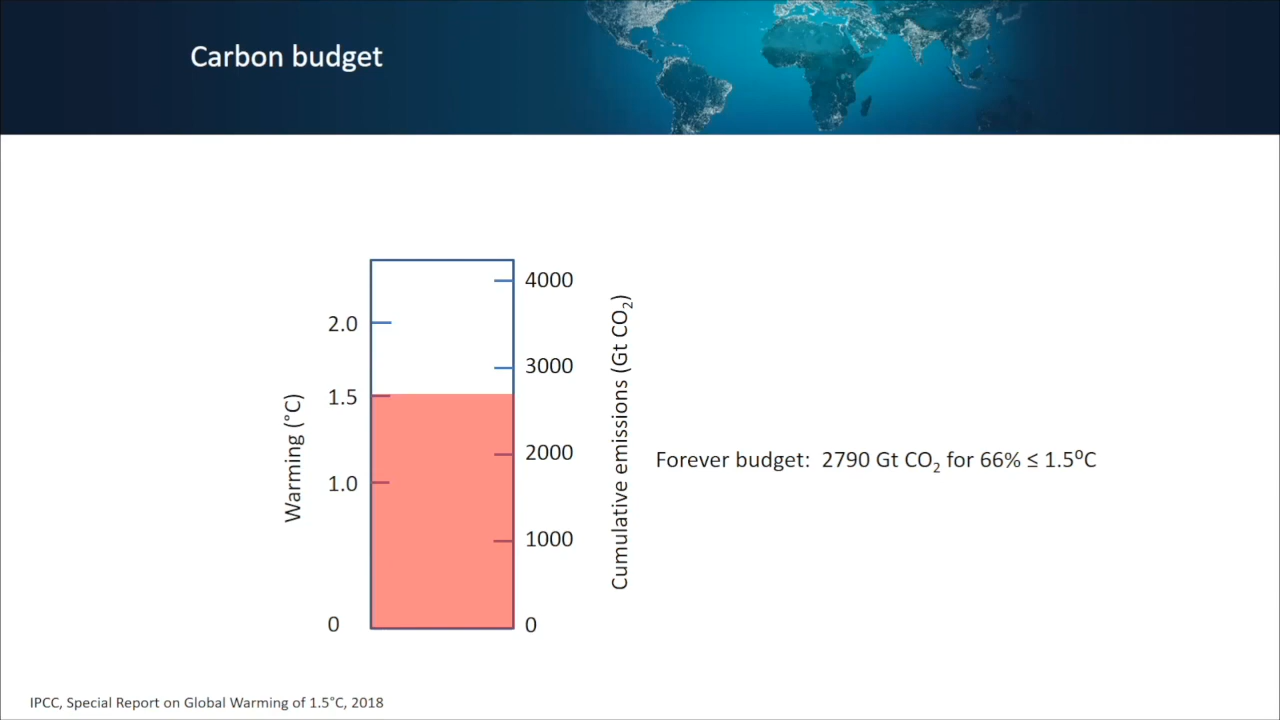 Carbon budget
4000
2.0
3000
1.5
2000
1.0
1000
0
0
Warming (°C)
Cumulative emissions (Gt CO₂)
Forever budget: 2790 Gt CO₂ for 66% ≤ 1.5⁰C
IPCC, Special Report on Global Warming of 1.5°C, 2018